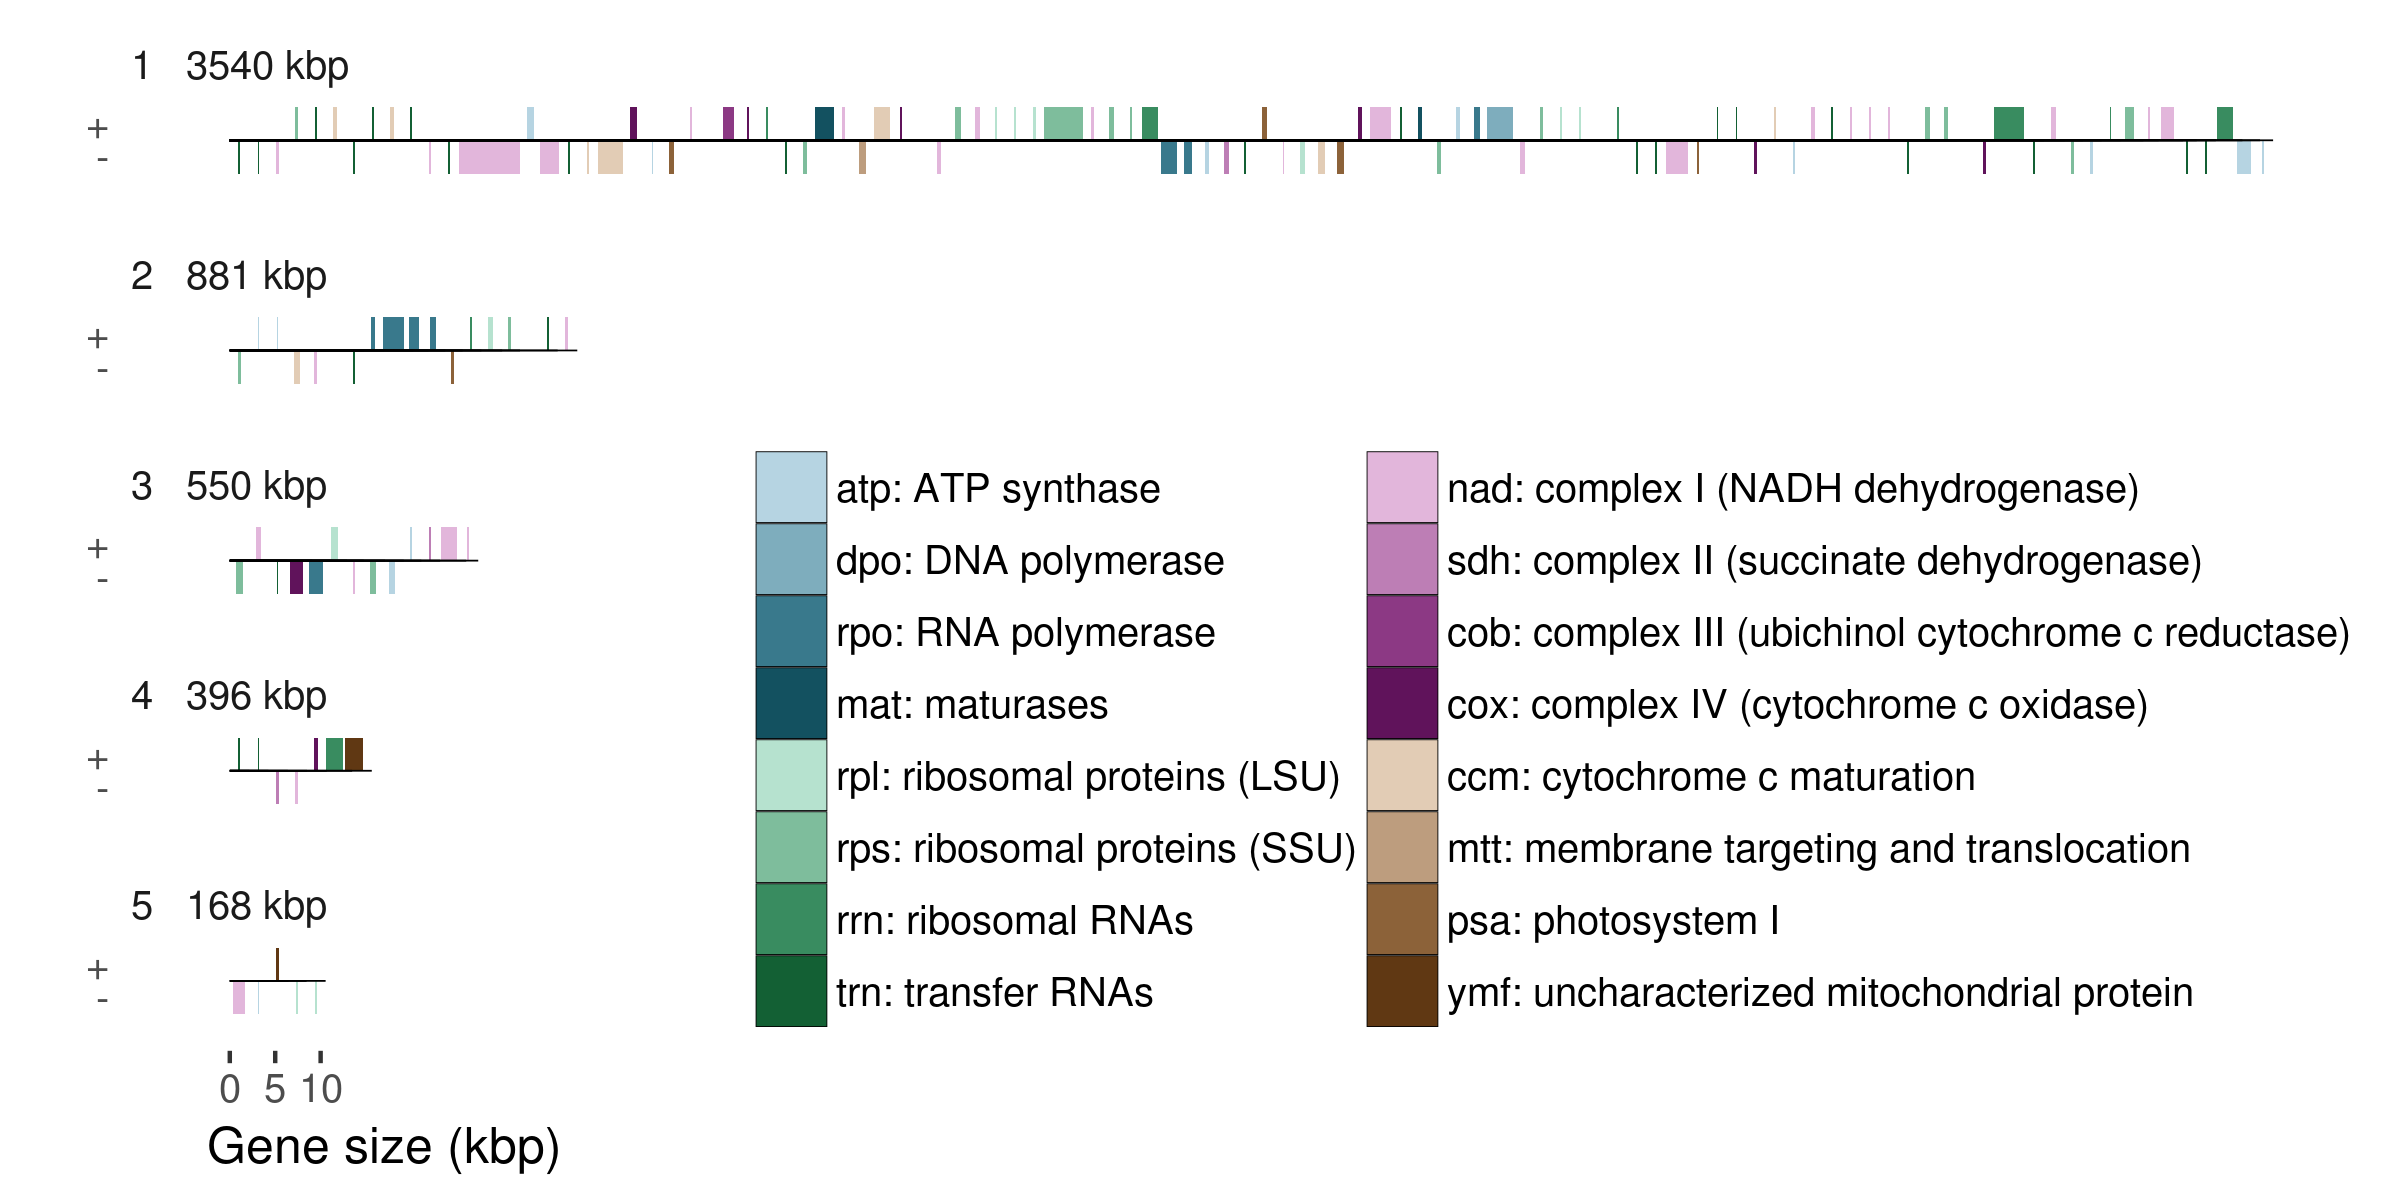 1 3540 kbp
+
-
2 881 kbp
+
-
3 550 kbp
+
-
4 396 kbp
+
-
5 168 kbp
+
-
0 5 10
Gene size (kbp)
atp: ATP synthase
dpo: DNA polymerase
rpo: RNA polymerase
mat: maturases
rpl: ribosomal proteins (LSU)
rps: ribosomal proteins (SSU)
rrn: ribosomal RNAs
trn: transfer RNAs
nad: complex I (NADH dehydrogenase)
sdh: complex II (succinate dehydrogenase)
cob: complex III (ubichinol cytochrome c reductase)
cox: complex IV (cytochrome c oxidase)
ccm: cytochrome c maturation
mtt: membrane targeting and translocation
psa: photosystem I
ymf: uncharacterized mitochondrial protein